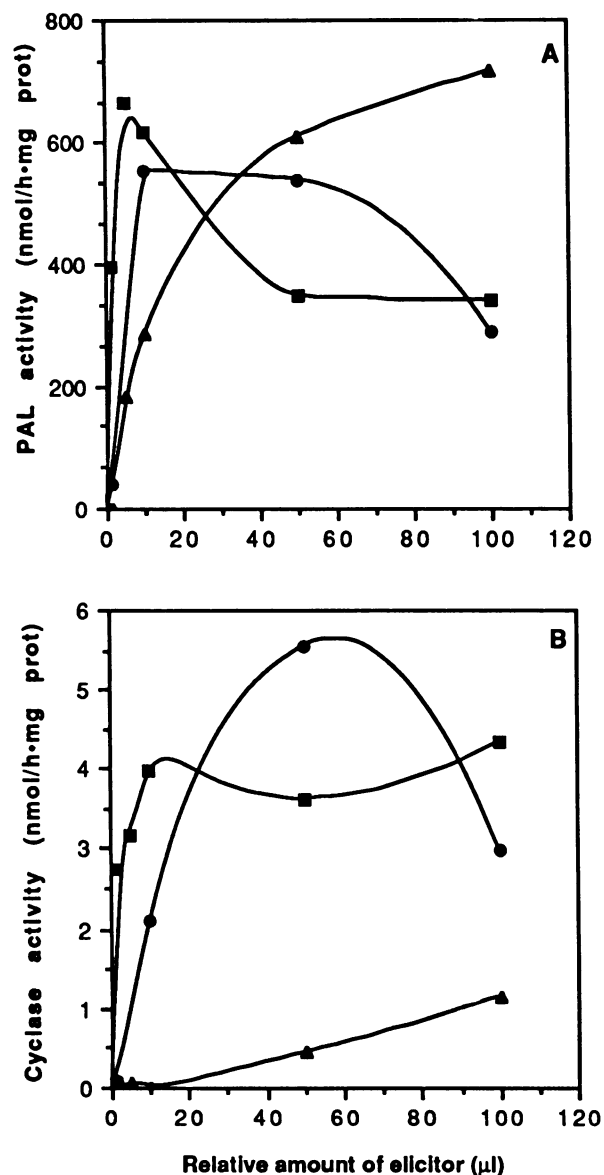 A
PAL activity (nmol/h•mg prot)
800
600
400
200
0
0 20 40 60 80 100 120
B
Cyclase activity (nmol/h•mg prot)
6
5
4
3
2
1
0
0 20 40 60 80 100 120
Relative amount of elicitor (μl)